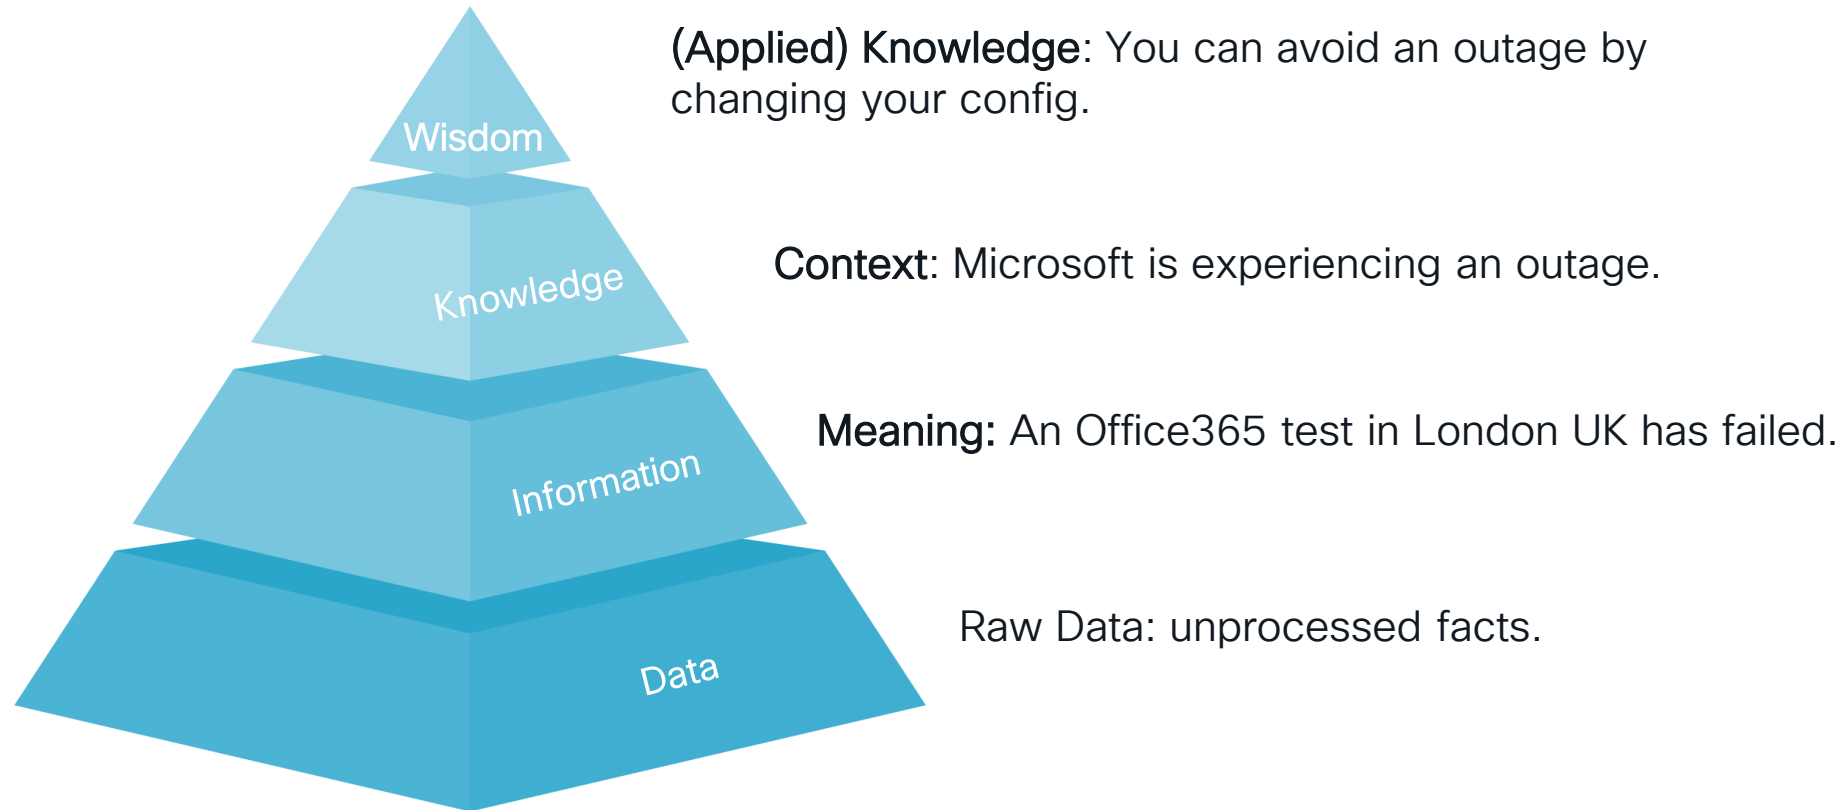 (Applied) Knowledge: You can avoid an outage by
changing your config.
Wisdom
Context: Microsoft is experiencing an outage.
Knowledge
Meaning: An Office365 test in London UK has failed.
Information
Raw Data: unprocessed facts.
Data